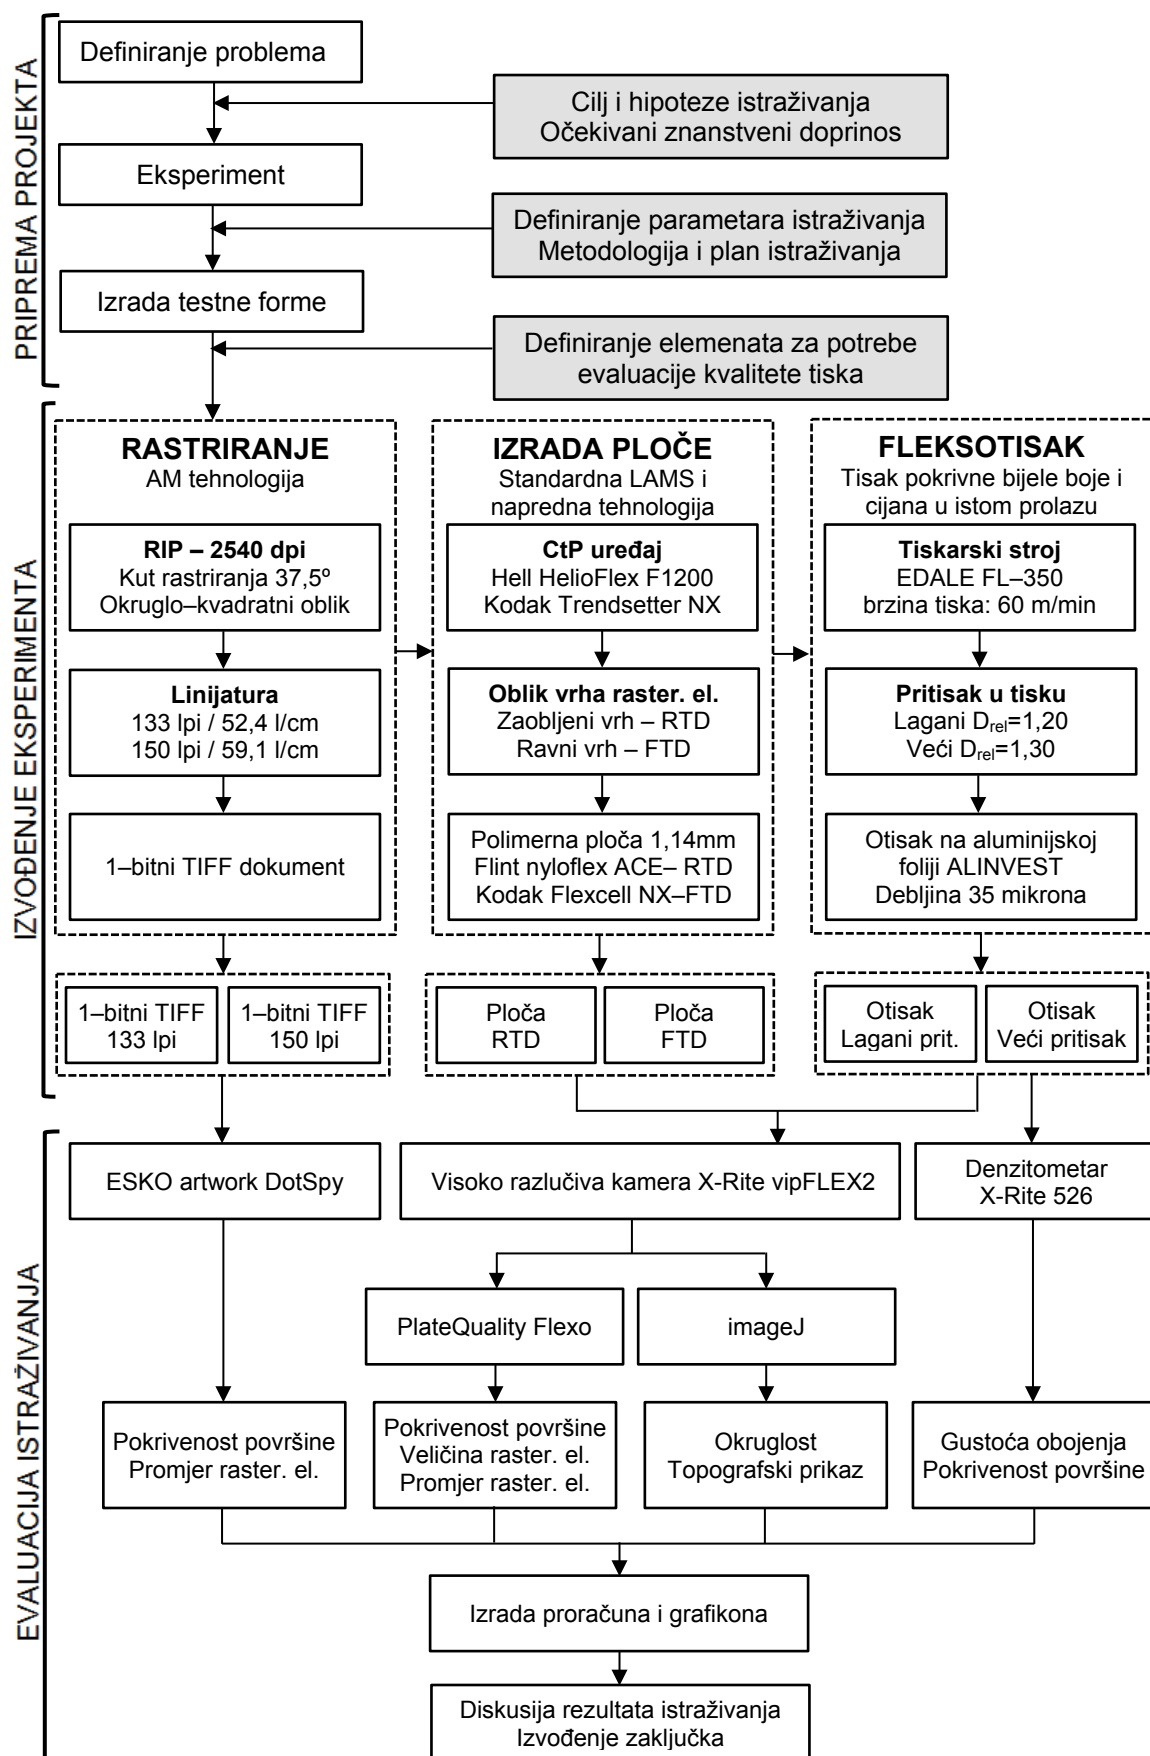 PRIPREMA PROJEKTA
Definiranje problema
Cilj i hipoteze istraživanja
Očekivani znanstveni doprinos
Eksperiment
Definiranje parametara istraživanja
Metodologija i plan istraživanja
Izrada testne forme
Definiranje elemenata za potrebe
evaluacije kvalitete tiska
IZVOĐENJE EKSPERIMENTA
RASTRIRANJE
AM tehnologija
RIP – 2540 dpi
Kut rastriranja 37,5º
Okruglo–kvadratni oblik
Linijatura
133 lpi / 52,4 l/cm
150 lpi / 59,1 l/cm
1–bitni TIFF dokument
1–bitni TIFF
133 lpi
1–bitni TIFF
150 lpi
IZRADA PLOČE
Standardna LAMS i
napredna tehnologija
CtP uređaj
Hell HelioFlex F1200
Kodak Trendsetter NX
Oblik vrha raster. el.
Zaobljeni vrh – RTD
Ravni vrh – FTD
Polimerna ploča 1,14mm
Flint nyloflex ACE– RTD
Kodak Flexcell NX–FTD
Ploča
RTD
Ploča
FTD
FLEKSOTISAK
Tisak pokrivne bijele boje i
cijana u istom prolazu
Tiskarski stroj
EDALE FL–350
brzina tiska: 60 m/min
Pritisak u tisku
Lagani Drel=1,20
Veći Drel=1,30
Otisak na aluminijskoj
foliji ALINVEST
Debljina 35 mikrona
Otisak
Lagani prit.
Otisak
Veći pritisak
EVALUACIJA ISTRAŽIVANJA
ESKO artwork DotSpy
Visoko razlučiva kamera X-Rite vipFLEX2
Denzitometar
X-Rite 526
PlateQuality Flexo
imageJ
Pokrivenost površine
Promjer raster. el.
Pokrivenost površine
Veličina raster. el.
Promjer raster. el.
Okruglost
Topografski prikaz
Gustoća obojenja
Pokrivenost površine
Izrada proračuna i grafikona
Diskusija rezultata istraživanja
Izvođenje zaključka